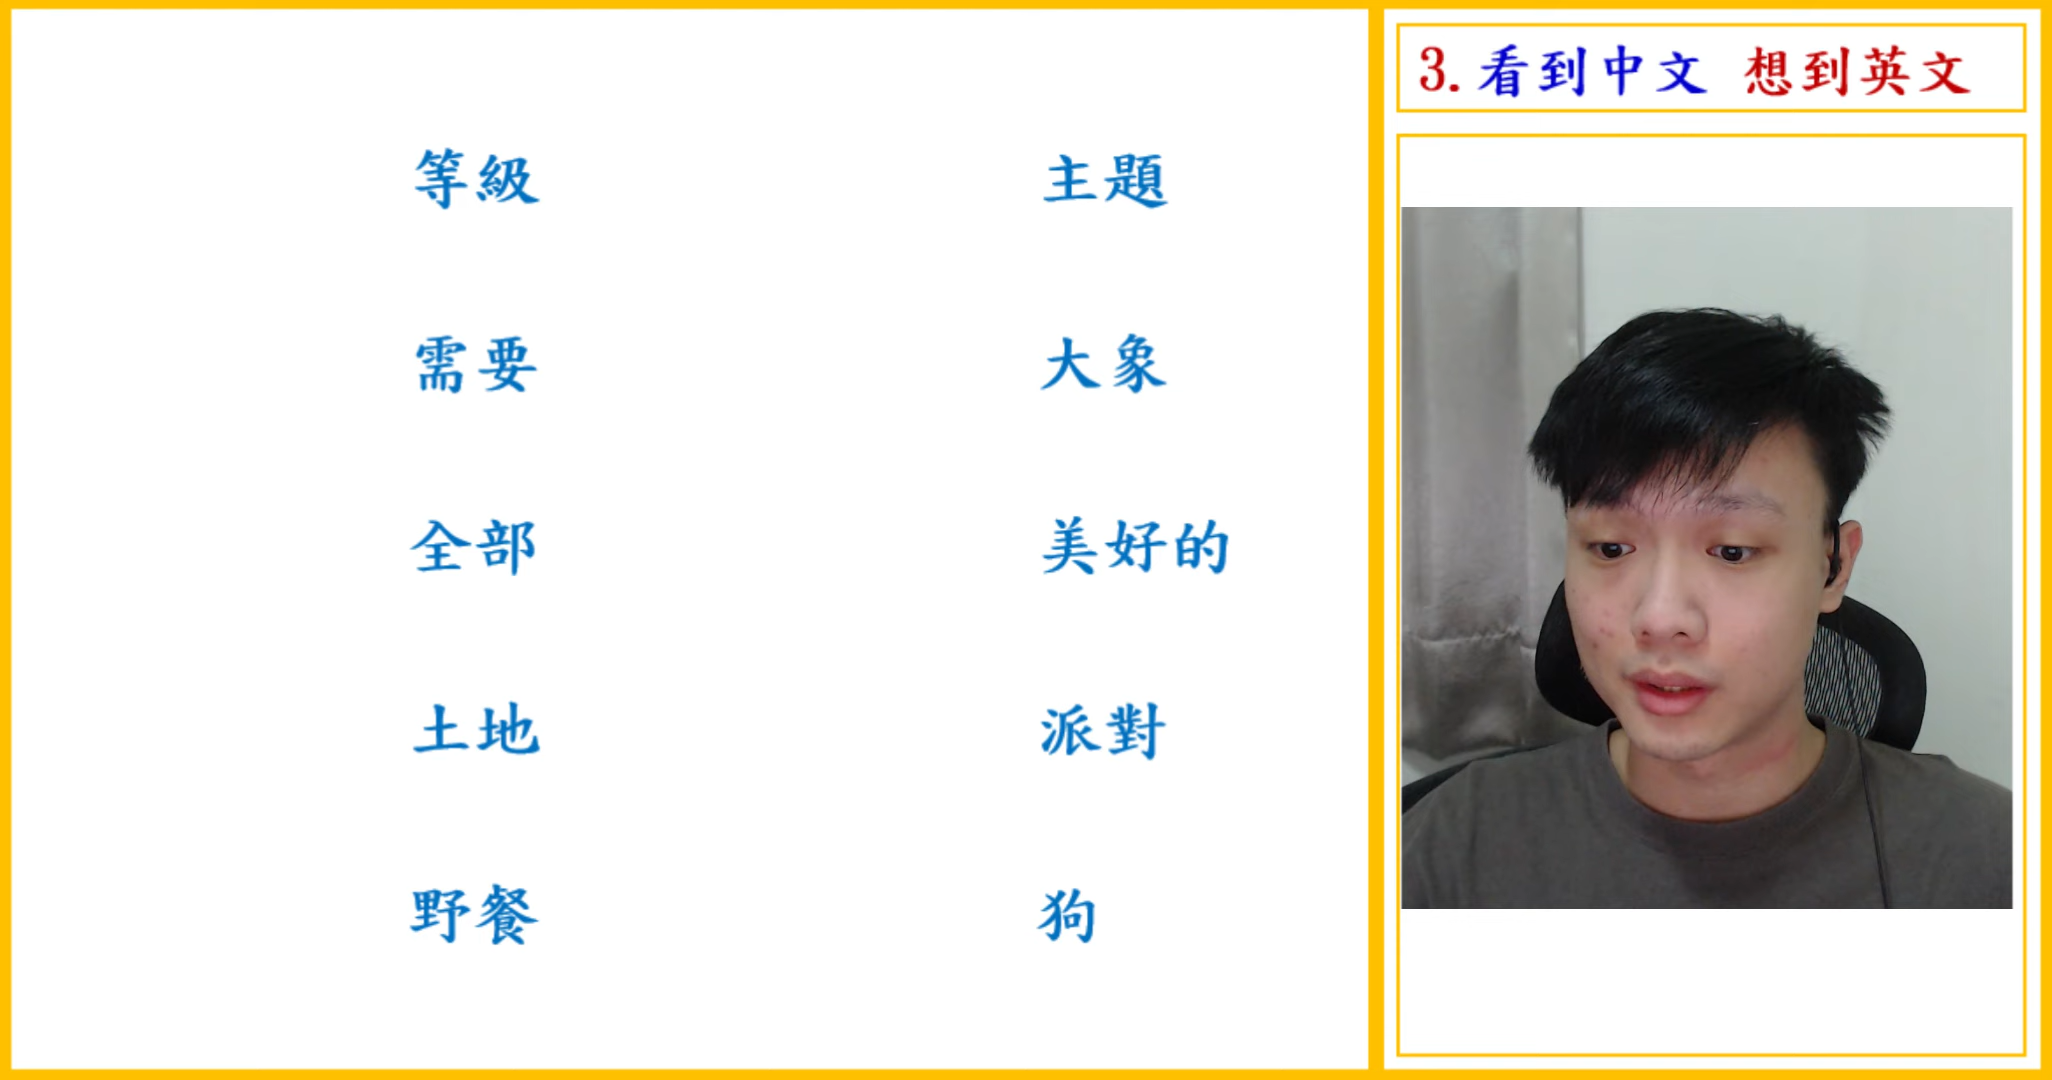 3.看到中文 想到英文
等級 主題
需要 大象
全部 美好的
土地 派對
野餐 狗